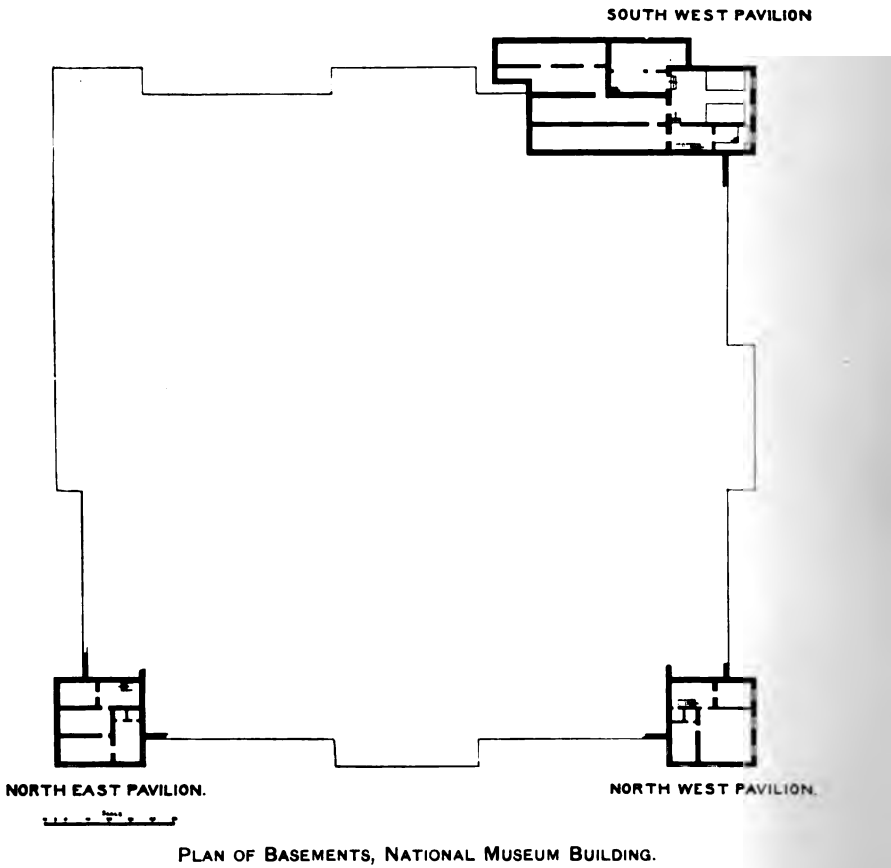 SOUTH WEST PAVILION
NORTH EAST PAVILION.
NORTH WEST PAVILION.
PLAN OF BASEMENTS, NATIONAL MUSEUM BUILDING.